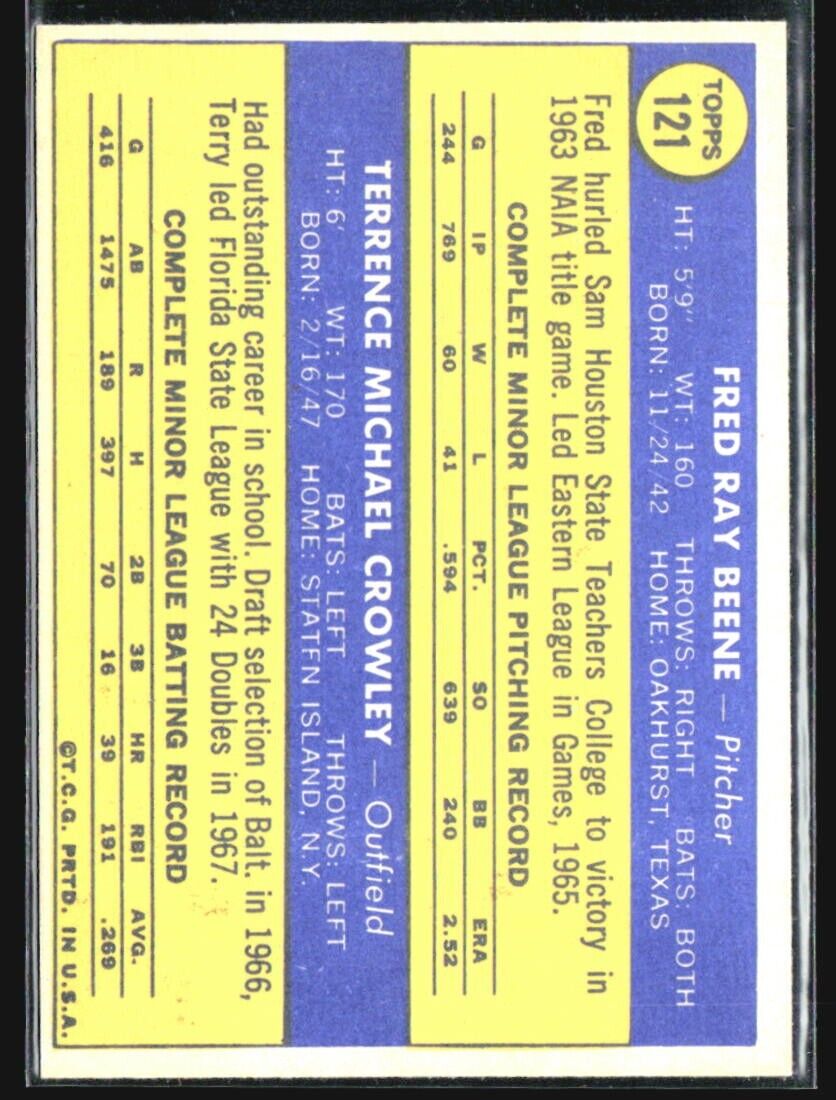 TOPPS
121
FRED RAY BEENE — Pitcher
HT: 5'9" WT: 160 THROWS: RIGHT BATS: BOTH
BORN: 11/24/42 HOME: OAKHURST, TEXAS
Fred hurled Sam Houston State Teachers College to victory in
1963 NAIA title game. Led Eastern League in Games, 1965.
COMPLETE MINOR LEAGUE PITCHING RECORD
G IP W L PCT. SO BB ERA
244 769 60 41 .594 639 240 2.52
TERRENCE MICHAEL CROWLEY — Outfield
HT: 6' WT: 170 BATS: LEFT THROWS: LEFT
BORN: 2/16/47 HOME: STATEN ISLAND, N.Y.
Had outstanding career in school. Draft selection of Balt. in 1966,
Terry led Florida State League with 24 Doubles in 1967.
COMPLETE MINOR LEAGUE BATTING RECORD
G AB R H 2B 3B HR RBI AVG.
416 1475 189 397 70 16 39 191 .269
©T.C.G. PRTD. IN U.S.A.